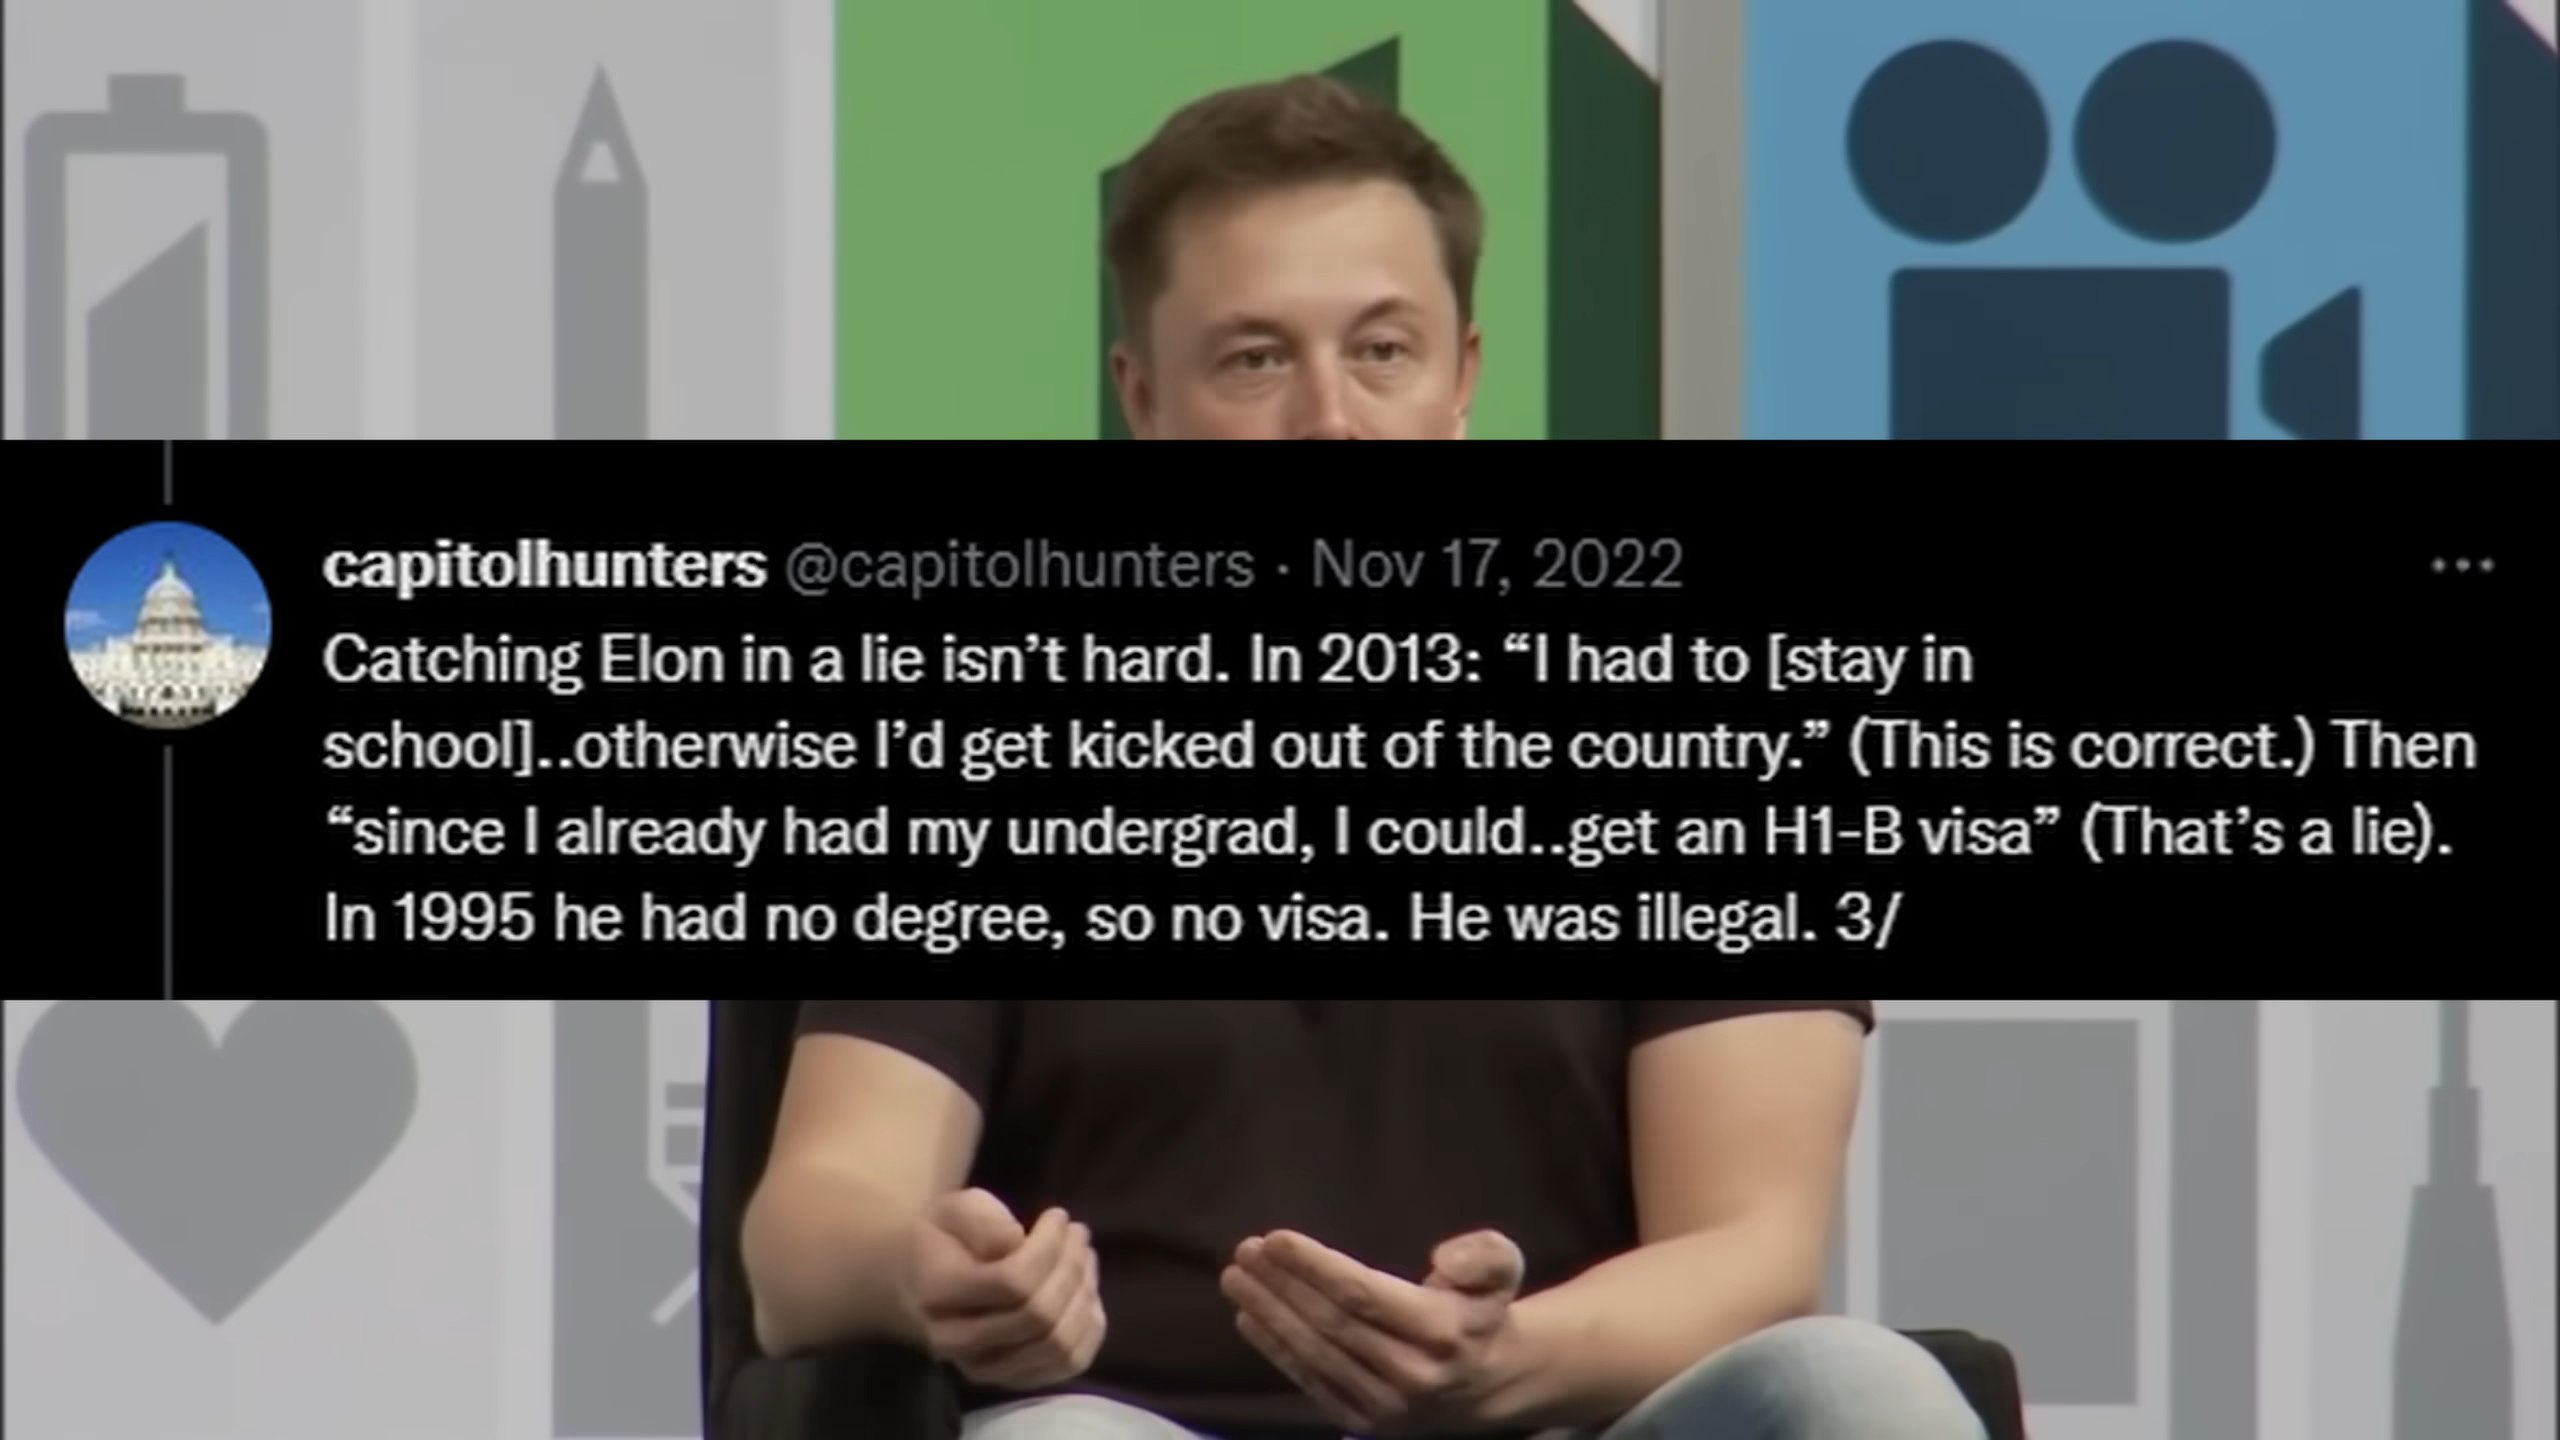 capitolhunters @capitolhunters · Nov 17, 2022
Catching Elon in a lie isn’t hard. In 2013: “I had to [stay in
school]..otherwise I’d get kicked out of the country.” (This is correct.) Then
“since I already had my undergrad, I could..get an H1-B visa” (That’s a lie).
In 1995 he had no degree, so no visa. He was illegal. 3/